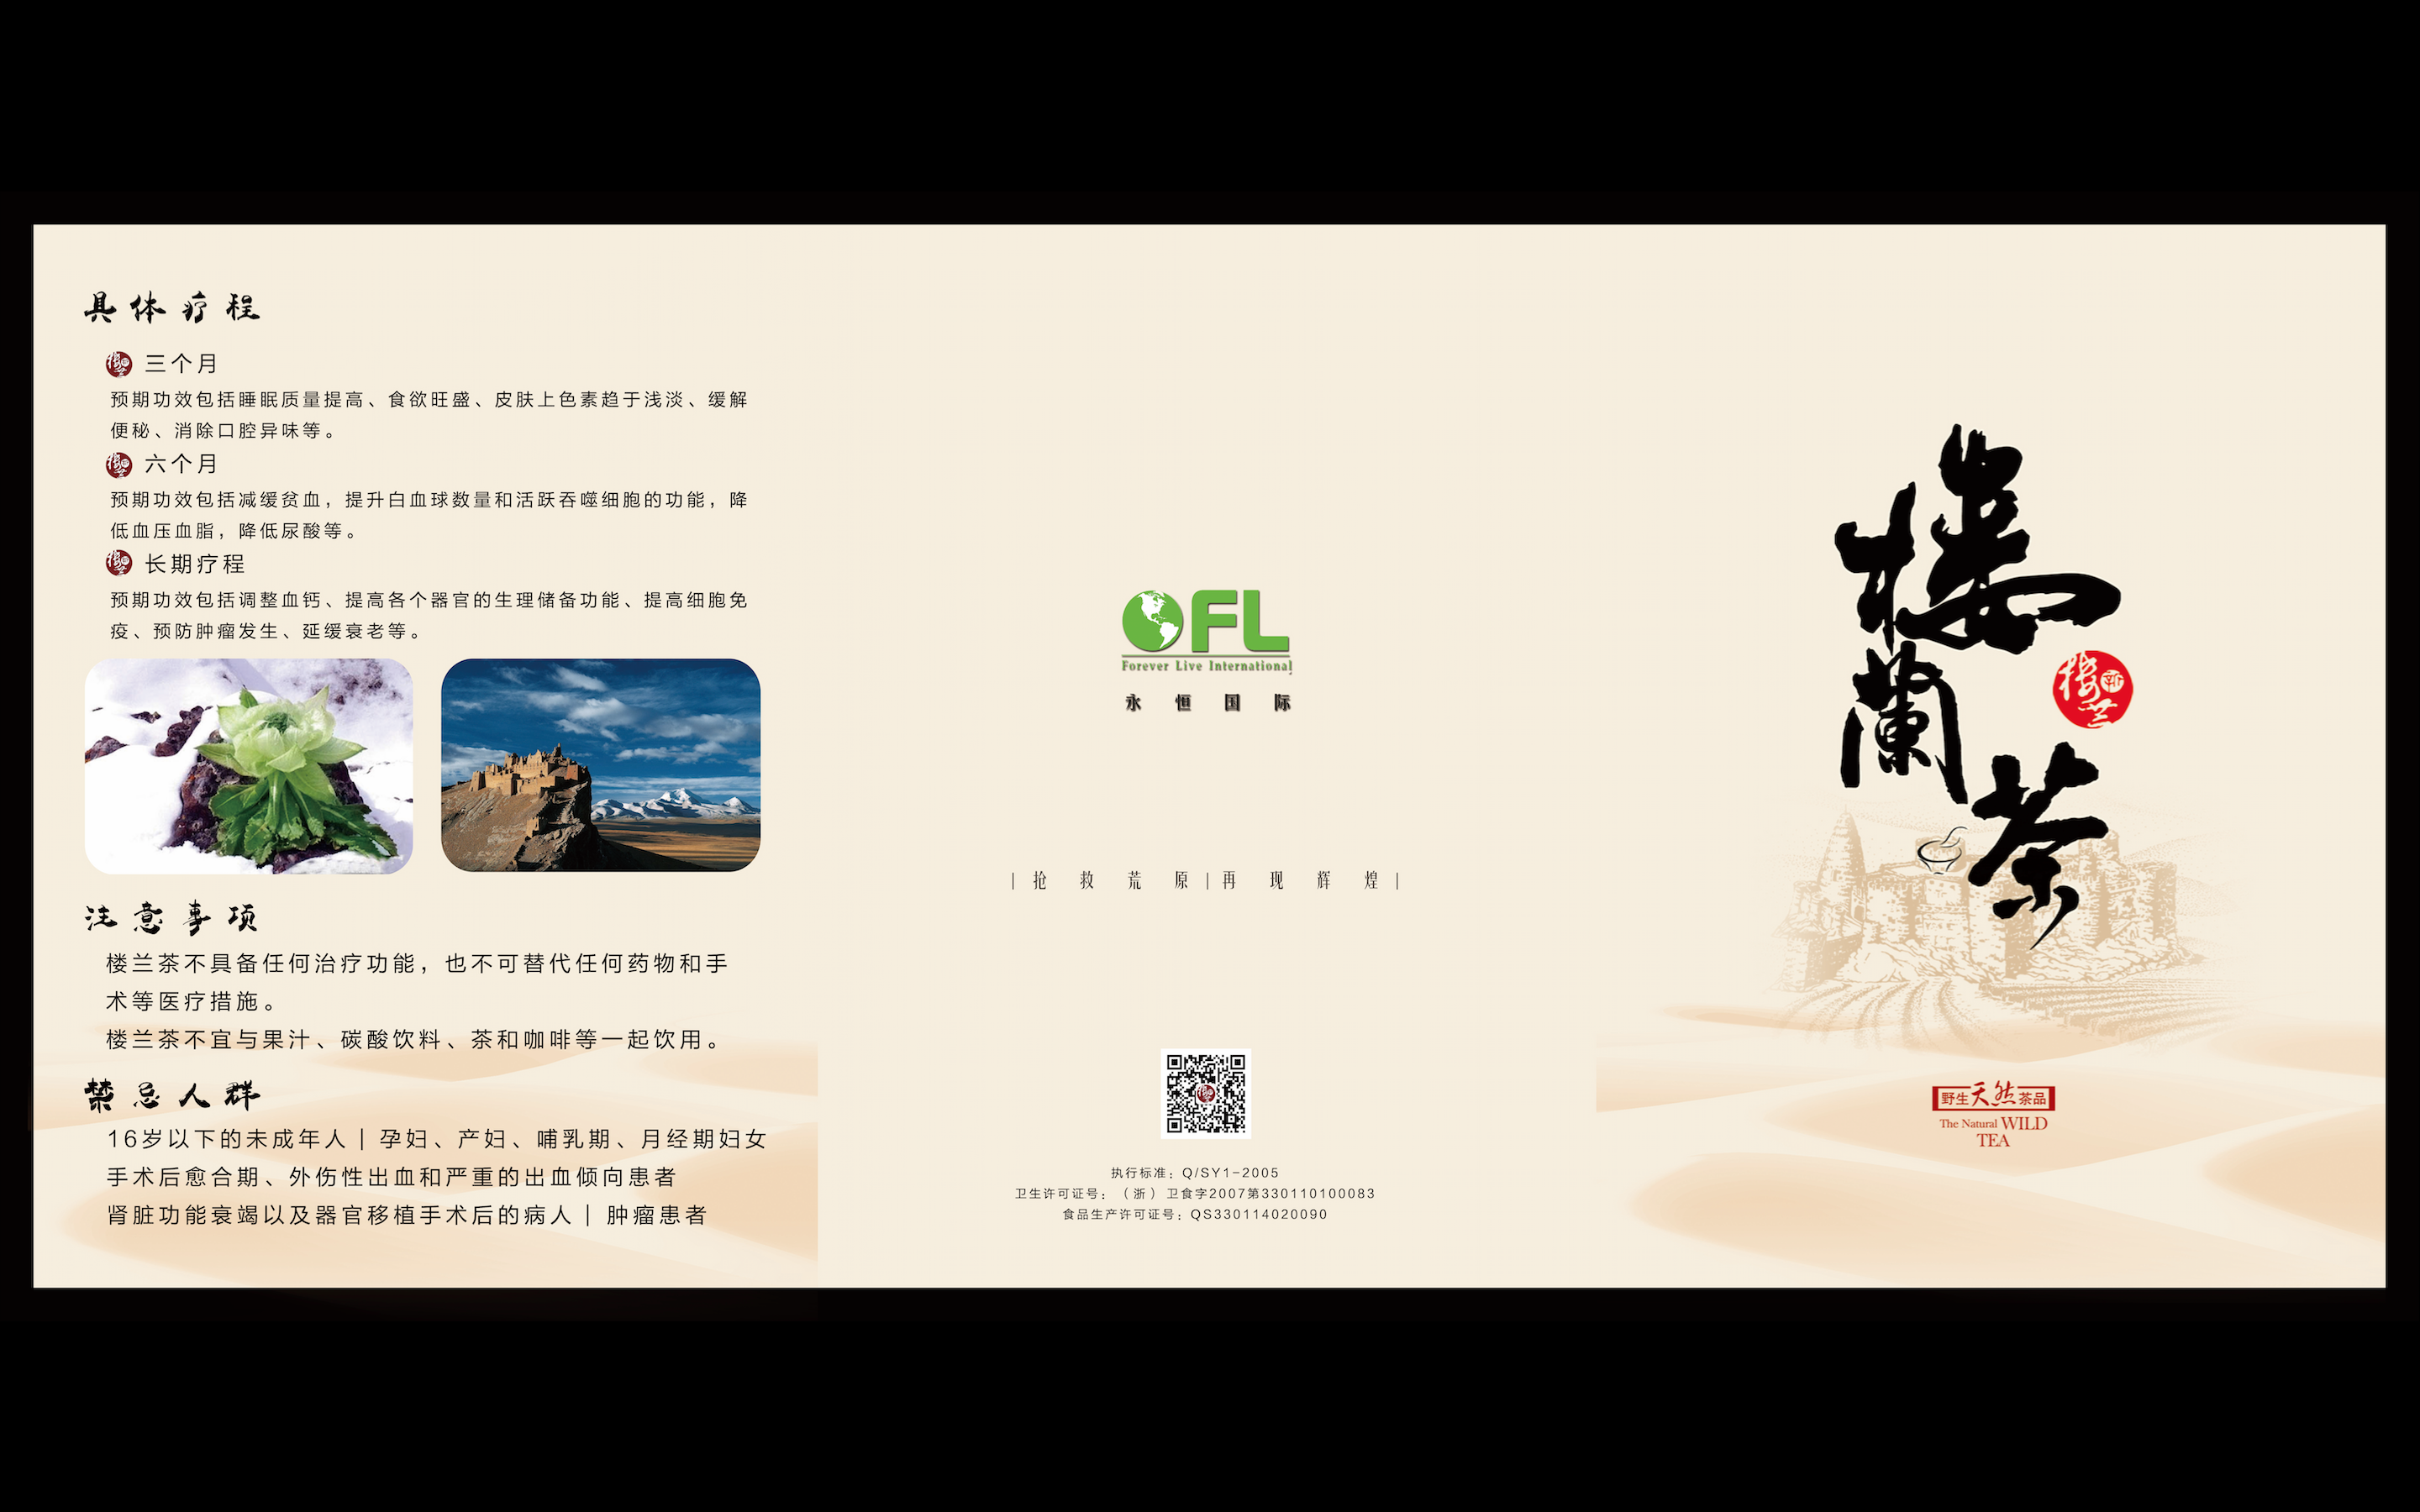 具体疗程
三个月
预期功效包括睡眠质量提高、食欲旺盛、皮肤上色素趋于浅淡、缓解
便秘、消除口腔异味等。
六个月
预期功效包括减缓贫血，提升白血球数量和活跃吞噬细胞的功能，降
低血压血脂，降低尿酸等。
长期疗程
预期功效包括调整血钙、提高各个器官的生理储备功能、提高细胞免
疫、预防肿瘤发生、延缓衰老等。
注意事项
楼兰茶不具备任何治疗功能，也不可替代任何药物和手
术等医疗措施。
楼兰茶不宜与果汁、碳酸饮料、茶和咖啡等一起饮用。
禁忌人群
16岁以下的未成年人｜孕妇、产妇、哺乳期、月经期妇女
手术后愈合期、外伤性出血和严重的出血倾向患者
肾脏功能衰竭以及器官移植手术后的病人｜肿瘤患者
FL
Forever Live International
永恒国际
｜抢救荒原｜再现辉煌｜
执行标准：Q/SY1-2005
卫生许可证号：（浙）卫食字2007第330110100083
食品生产许可证号：QS330114020090
楼蘭茶
野生天然茶品
The Natural WILD
TEA